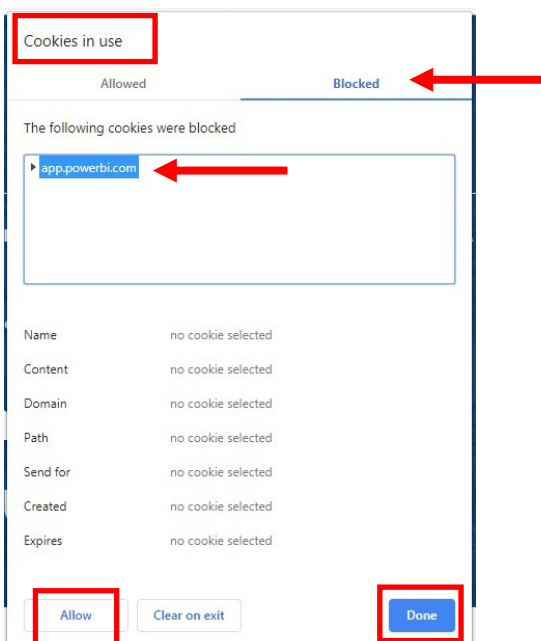 Cookies in use
Allowed Blocked
The following cookies were blocked
app.powerbi.com
Name no cookie selected
Content no cookie selected
Domain no cookie selected
Path no cookie selected
Send for no cookie selected
Created no cookie selected
Expires no cookie selected
Allow Clear on exit Done